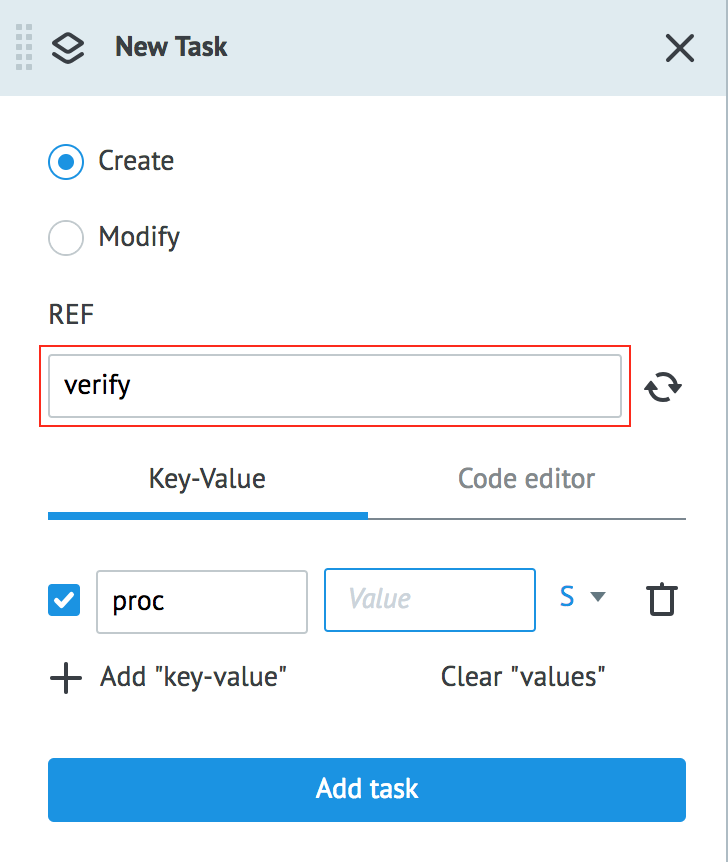 New Task
Create
Modify
REF
verify
Key-Value Code editor
proc Value S
Add "key-value" Clear "values"
Add task